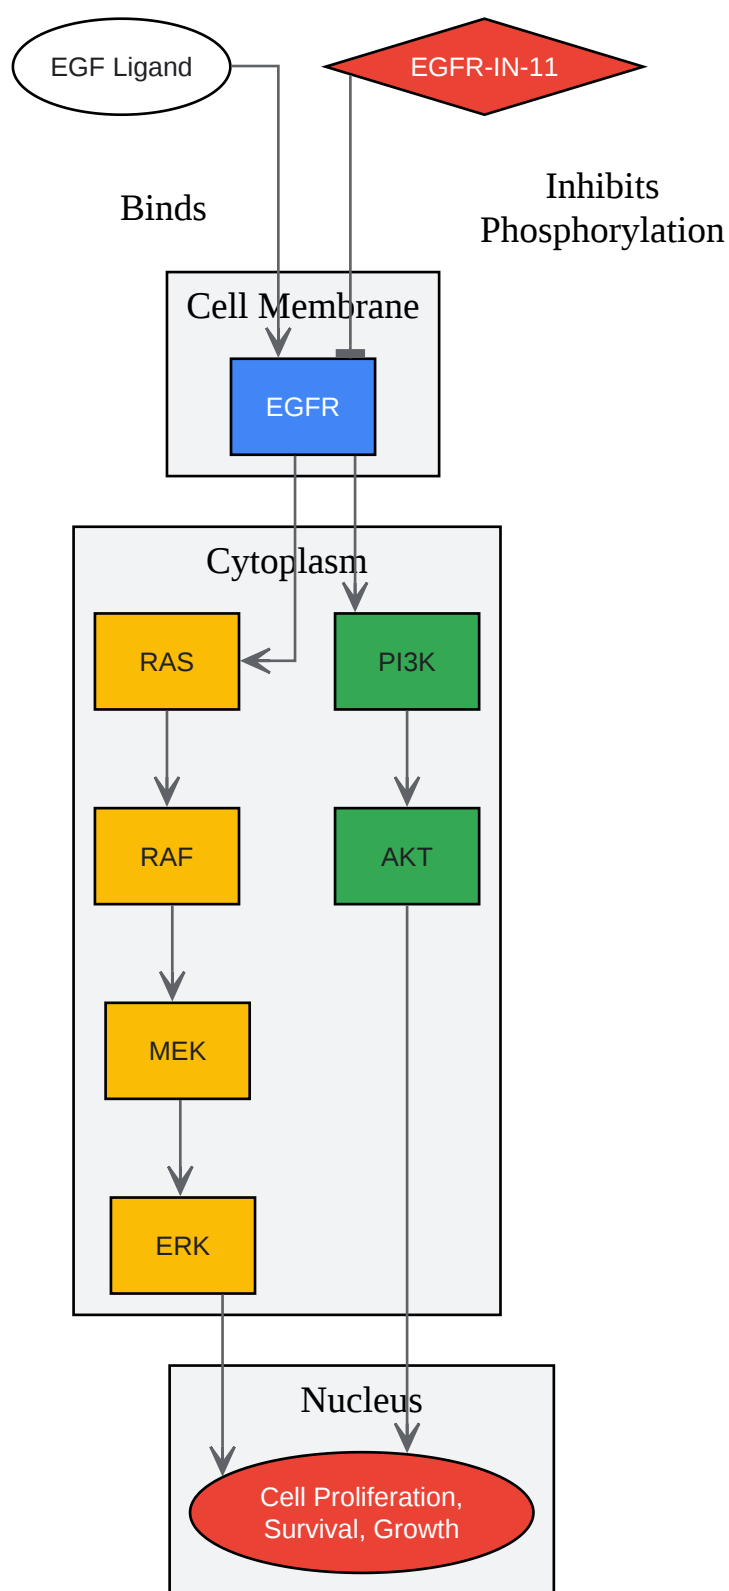 EGF Ligand
EGFR-IN-11
Binds
Inhibits
Phosphorylation
Cell Membrane
EGFR
Cytoplasm
RAS
PI3K
RAF
AKT
MEK
ERK
Nucleus
Cell Proliferation,
Survival, Growth